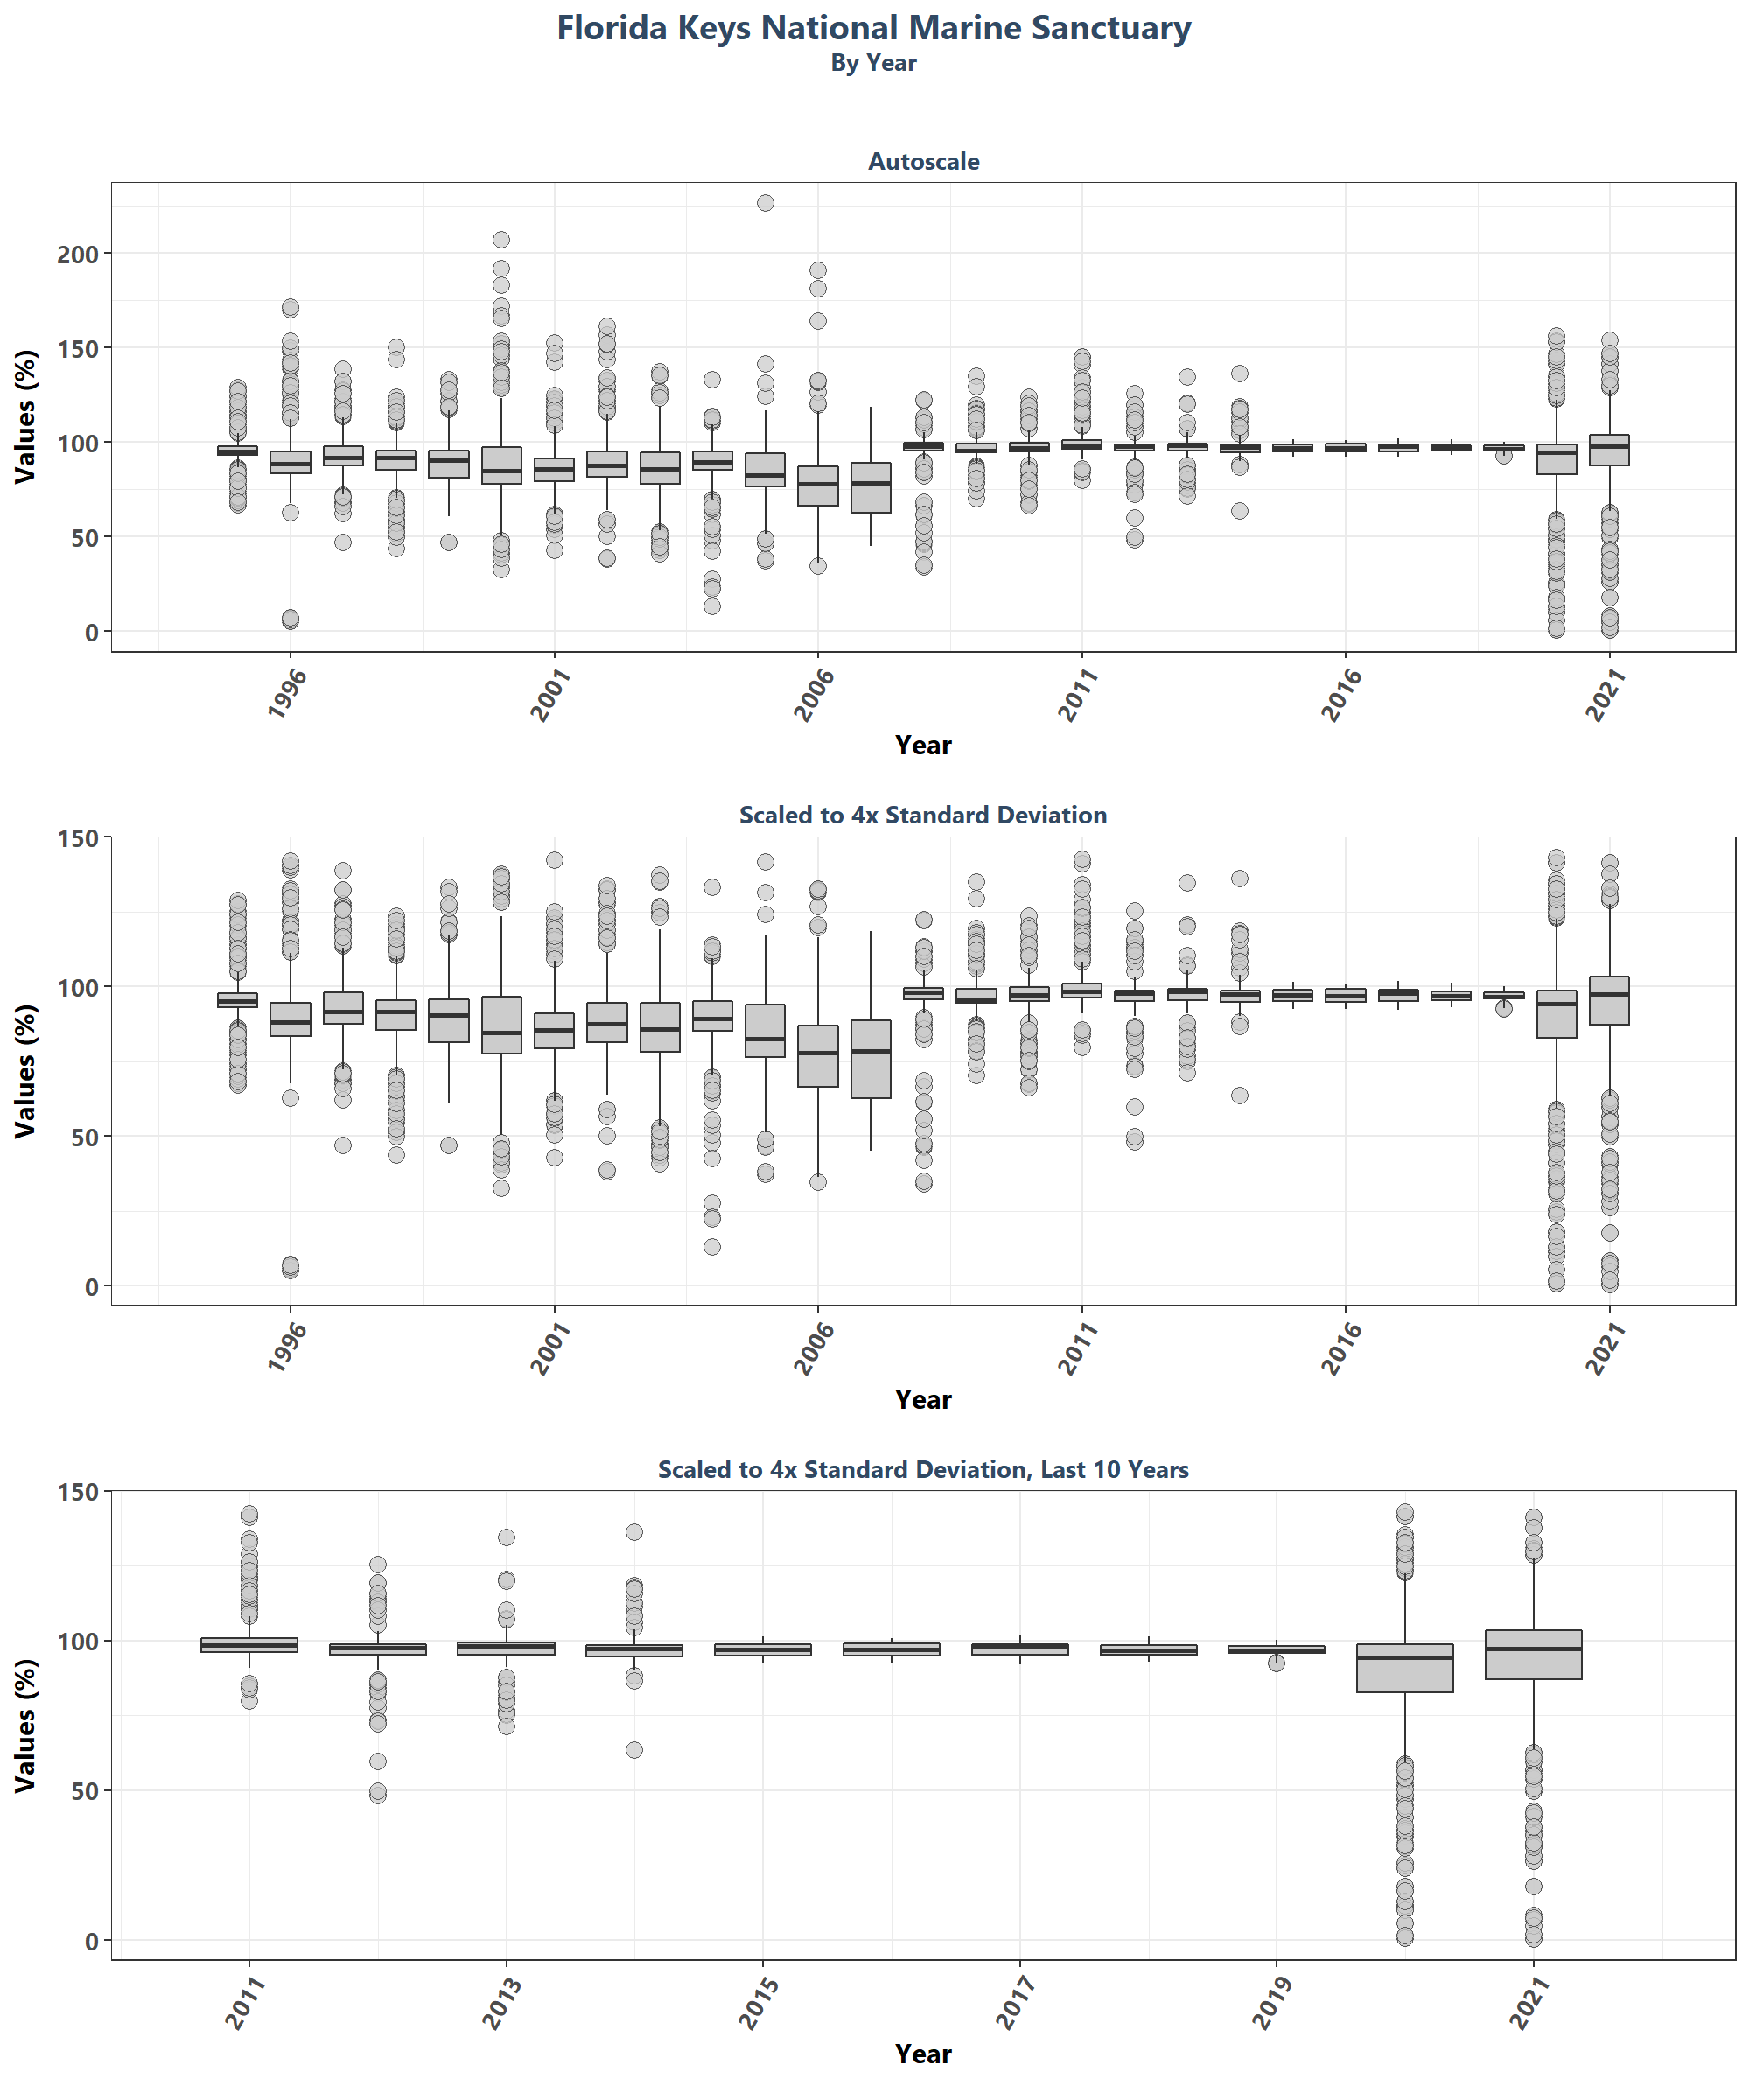 Florida Keys National Marine Sanctuary
By Year
Autoscale
Values (%)
200
150
100
50
0
1996
2001
2006
2011
2016
2021
Year
Scaled to 4x Standard Deviation
Values (%)
150
100
50
0
1996
2001
2006
2011
2016
2021
Year
Scaled to 4x Standard Deviation, Last 10 Years
Values (%)
150
100
50
0
2011
2013
2015
2017
2019
2021
Year